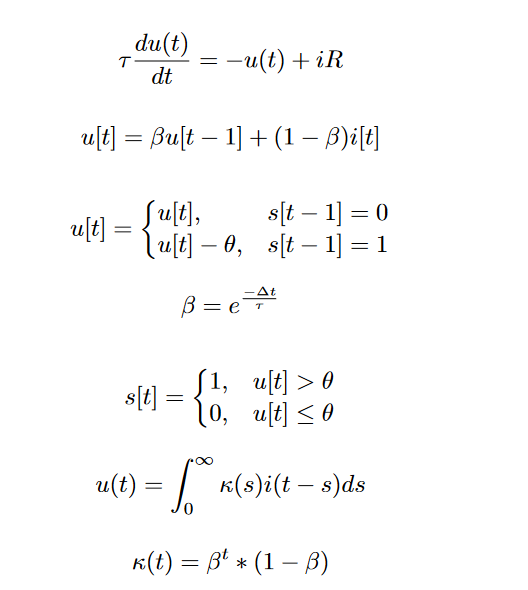 τ du(t)/dt = −u(t) + iR
u[t] = βu[t − 1] + (1 − β)i[t]
u[t] = { u[t], s[t − 1] = 0
u[t] − θ, s[t − 1] = 1
β = e^(−Δt/τ)
s[t] = { 1, u[t] > θ
0, u[t] ≤ θ
u(t) = ∫₀^∞ κ(s)i(t − s)ds
κ(t) = β^t ∗ (1 − β)